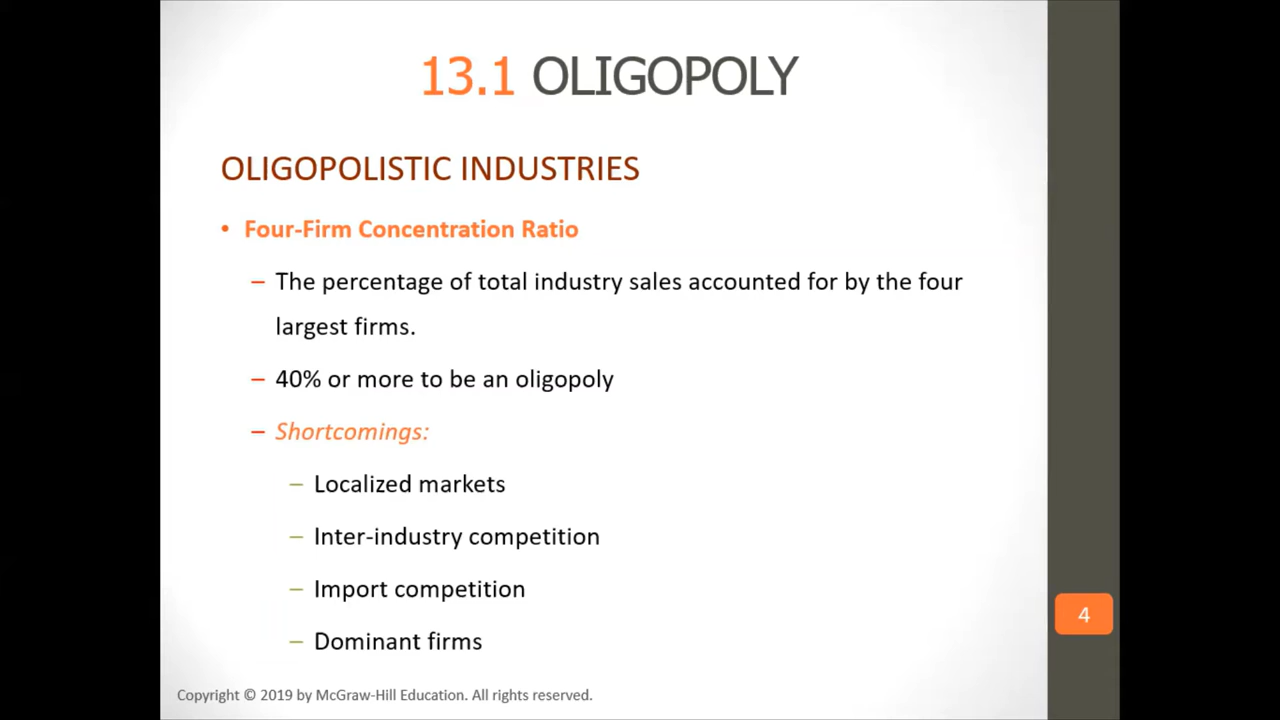 13.1 OLIGOPOLY
OLIGOPOLISTIC INDUSTRIES
• Four-Firm Concentration Ratio
– The percentage of total industry sales accounted for by the four
largest firms.
– 40% or more to be an oligopoly
– Shortcomings:
– Localized markets
– Inter-industry competition
– Import competition
– Dominant firms
4
Copyright © 2019 by McGraw-Hill Education. All rights reserved.